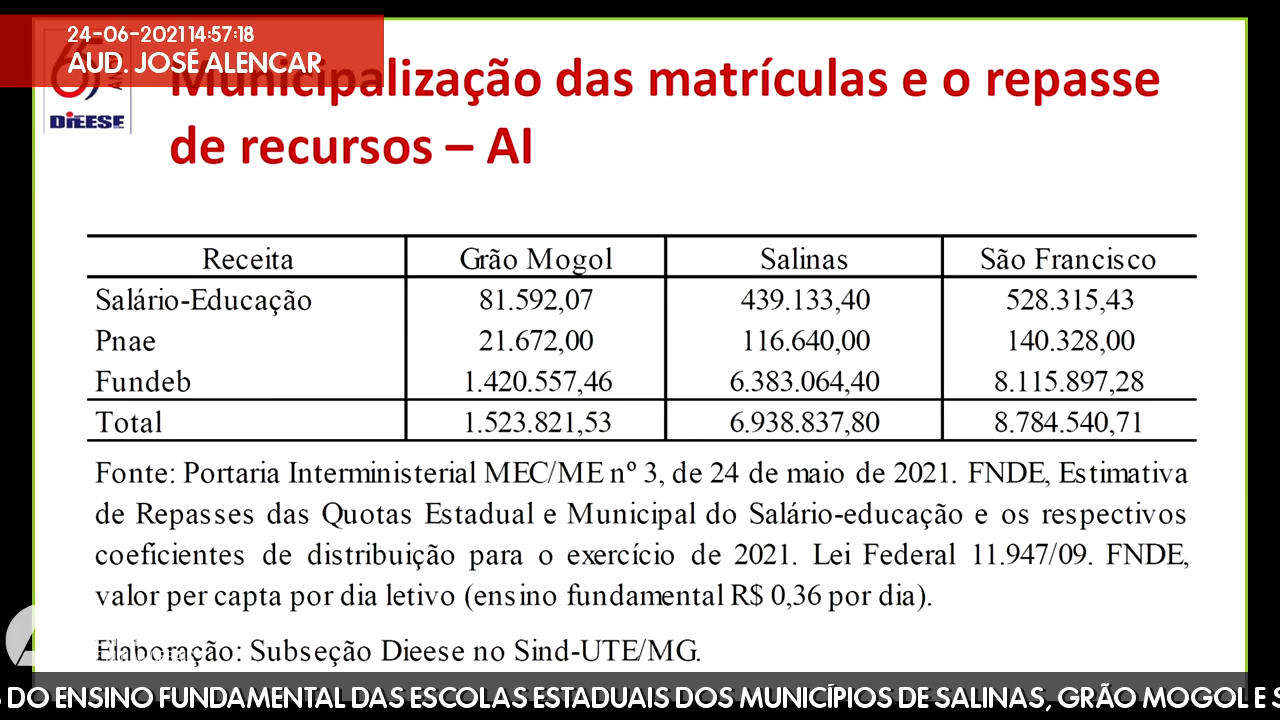 24-06-2021 14:57:18
AUD. JOSÉ ALENCAR
65
ANOS
DIEESE
Municipalização das matrículas e o repasse
de recursos – AI
Receita Grão Mogol Salinas São Francisco
Salário-Educação 81.592,07 439.133,40 528.315,43
Pnae 21.672,00 116.640,00 140.328,00
Fundeb 1.420.557,46 6.383.064,40 8.115.897,28
Total 1.523.821,53 6.938.837,80 8.784.540,71
Fonte: Portaria Interministerial MEC/ME nº 3, de 24 de maio de 2021. FNDE, Estimativa
de Repasses das Quotas Estadual e Municipal do Salário-educação e os respectivos
coeficientes de distribuição para o exercício de 2021. Lei Federal 11.947/09. FNDE,
valor per capta por dia letivo (ensino fundamental R$ 0,36 por dia).
Elaboração: Subseção Dieese no Sind-UTE/MG.
S DO ENSINO FUNDAMENTAL DAS ESCOLAS ESTADUAIS DOS MUNICÍPIOS DE SALINAS, GRÃO MOGOL E S